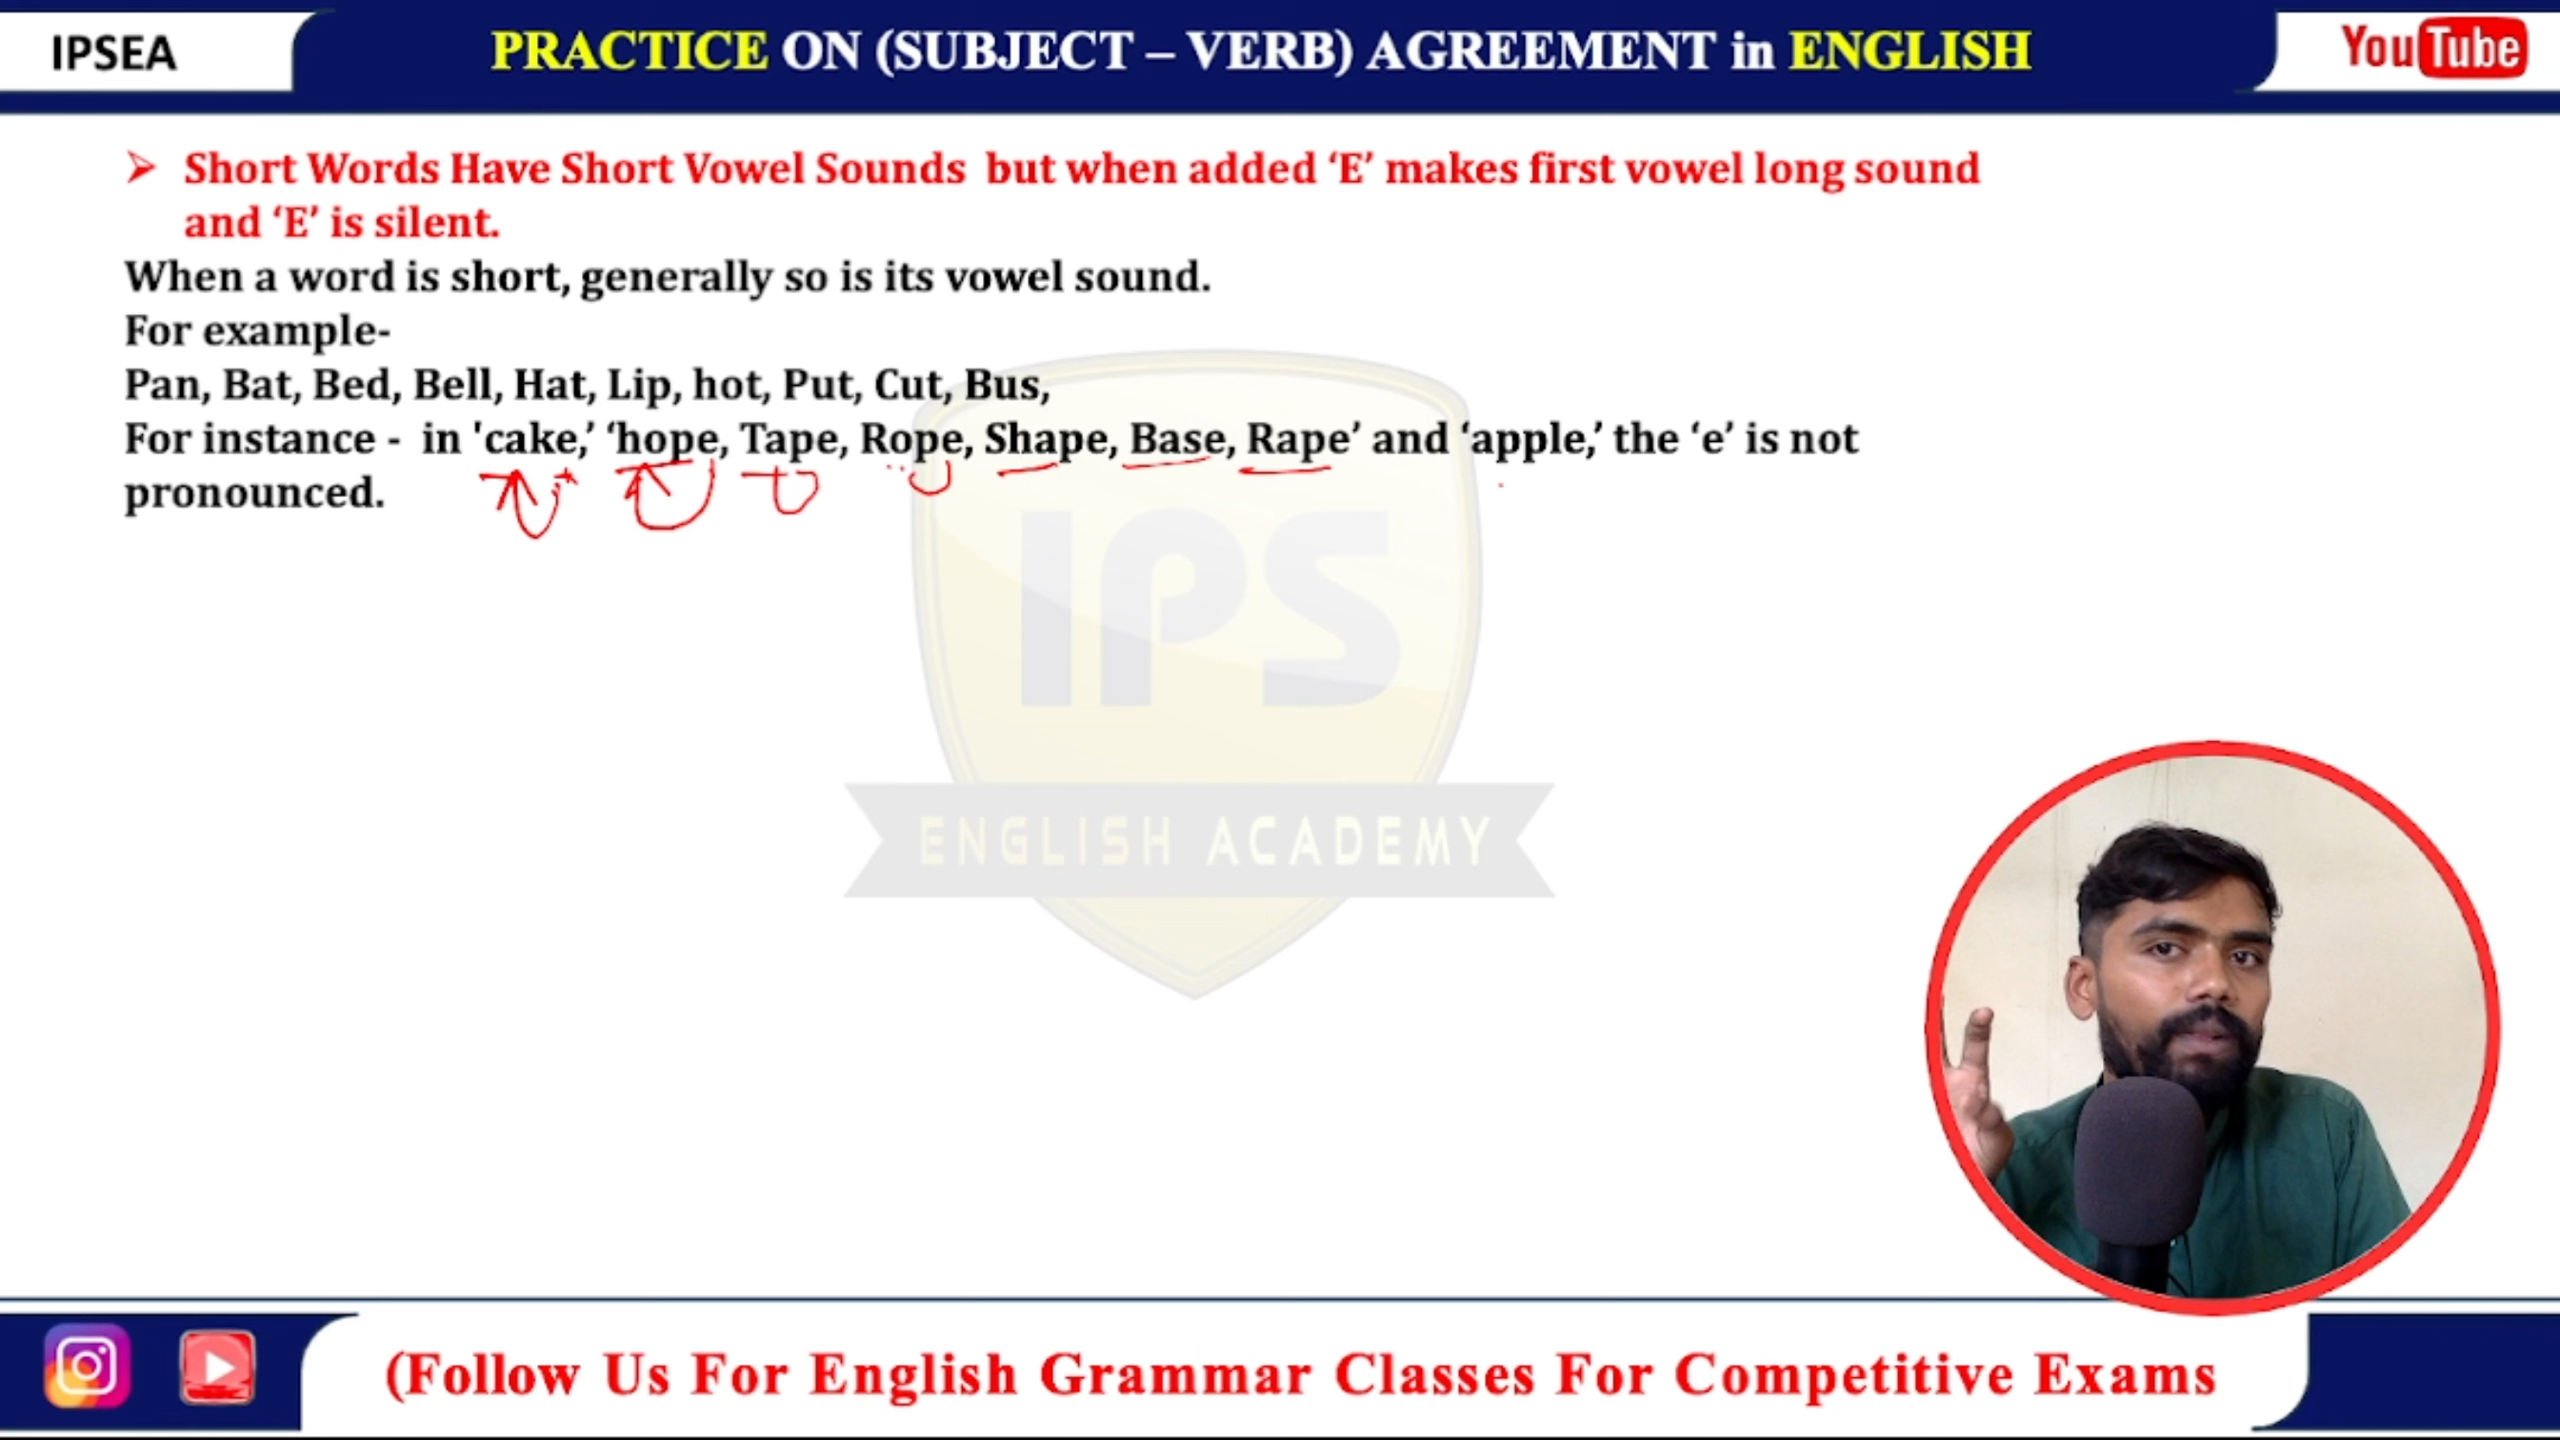 IPSEA
PRACTICE ON (SUBJECT – VERB) AGREEMENT in ENGLISH
YouTube
➢ Short Words Have Short Vowel Sounds but when added ‘E’ makes first vowel long sound
and ‘E’ is silent.
When a word is short, generally so is its vowel sound.
For example-
Pan, Bat, Bed, Bell, Hat, Lip, hot, Put, Cut, Bus,
For instance - in 'cake,’ ‘hope, Tape, Rope, Shape, Base, Rape’ and ‘apple,’ the ‘e’ is not
pronounced.
IPS
ENGLISH ACADEMY
(Follow Us For English Grammar Classes For Competitive Exams